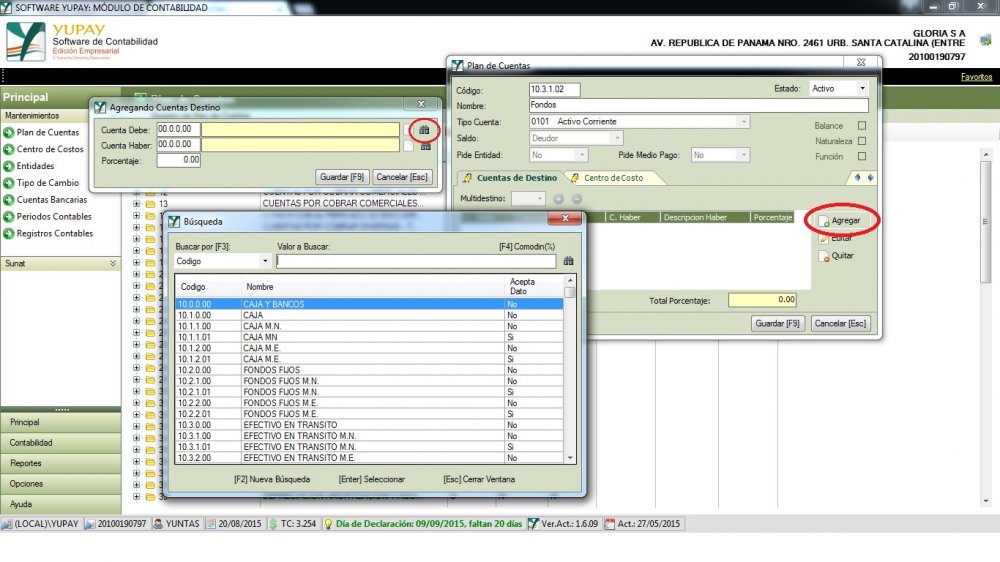 SOFTWARE YUPAY: MÓDULO DE CONTABILIDAD
YUPAY
Software de Contabilidad
Edición Empresarial
GLORIA S A
AV. REPUBLICA DE PANAMA NRO. 2461 URB. SANTA CATALINA (ENTRE
20100190797
Favoritos
Principal
Mantenimientos
Plan de Cuentas
Centro de Costos
Entidades
Tipo de Cambio
Cuentas Bancarias
Periodos Contables
Registros Contables
Sunat
Principal
Contabilidad
Reportes
Opciones
Ayuda
Agregando Cuentas Destino
Cuenta Debe: 00.0.0.00
Cuenta Haber: 00.0.0.00
Porcentaje: 0.00
Guardar [F9] Cancelar [Esc]
12 CUENTAS POR COBRAR COMERCIALES...
13 CUENTAS POR COBRAR COMERCIALES...
Plan de Cuentas
Código: 10.3.1.02 Estado: Activo
Nombre: Fondos
Tipo Cuenta: 0101 Activo Corriente
Saldo: Deudor
Pide Entidad: No Pide Medio Pago: No
Balance
Naturaleza
Función
Cuentas de Destino Centro de Costo
Multidestino:
C. Haber Descripcion Haber Porcentaje
Agregar
Editar
Quitar
Total Porcentaje: 0.00
Guardar [F9] Cancelar [Esc]
Búsqueda
Buscar por [F3]: Valor a Buscar: [F4] Comodin(%)
Codigo
Codigo Nombre Acepta Dato
10.0.0.00 CAJA Y BANCOS No
10.1.0.00 CAJA No
10.1.1.00 CAJA M.N. No
10.1.1.01 CAJA MN Si
10.1.2.00 CAJA M.E. No
10.1.2.01 CAJA M.E. Si
10.2.0.00 FONDOS FIJOS No
10.2.1.00 FONDOS FIJOS M.N. No
10.2.1.01 FONDOS FIJOS M.N. Si
10.2.2.00 FONDOS FIJOS M.E. No
10.2.2.01 FONDOS FIJOS M.E. Si
10.3.0.00 EFECTIVO EN TRANSITO No
10.3.1.00 EFECTIVO EN TRANSITO M.N. No
10.3.1.01 EFECTIVO EN TRANSITO M.N. Si
10.3.2.00 EFECTIVO EN TRANSITO M.E. No
[F2] Nueva Búsqueda [Enter] Seleccionar [Esc] Cerrar Ventana
(LOCAL)\YUPAY 20100190797 YUNTAS 20/08/2015 TC: 3.254 Día de Declaración: 09/09/2015, faltan 20 días Ver.Act.: 1.6.09 Act.: 27/05/2015